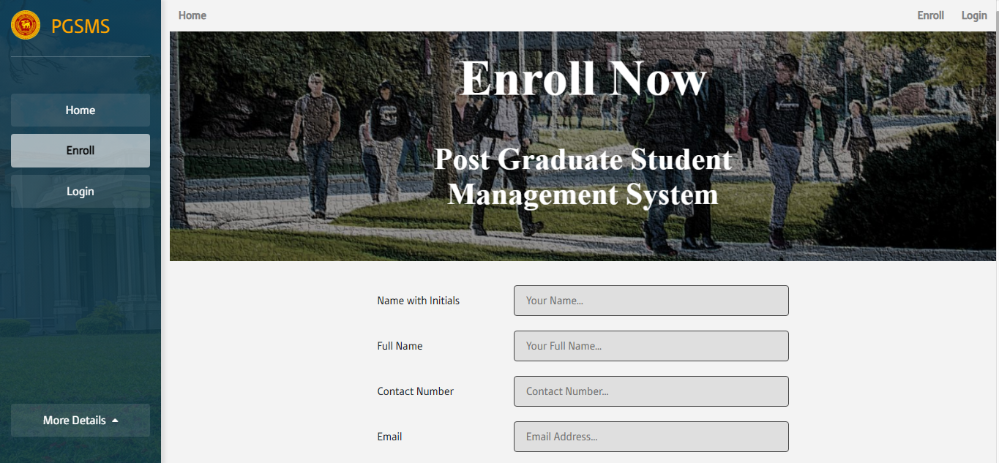 PGSMS
Home
Enroll
Login
More Details
Home
Enroll Login
Enroll Now
Post Graduate Student
Management System
Name with Initials
Your Name...
Full Name
Your Full Name...
Contact Number
Contact Number...
Email
Email Address...